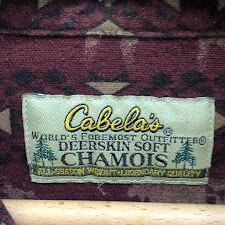 Cabela's®
WORLD'S FOREMOST OUTFITTER®
DEERSKIN SOFT
CHAMOIS
ALL-SEASON WEIGHT•LEGENDARY QUALITY